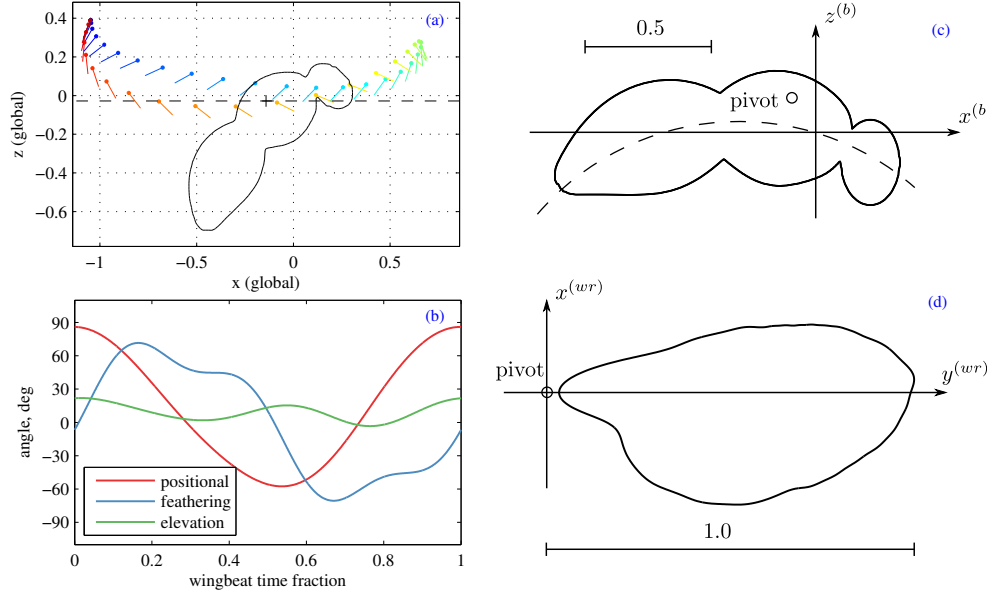 (a)
0.4
0.2
0
−0.2
−0.4
−0.6
z (global)
−1
−0.5
0
0.5
x (global)
(b)
90
60
30
0
−30
−60
−90
angle, deg
positional
feathering
elevation
0
0.2
0.4
0.6
0.8
1
wingbeat time fraction
z^{(b)}
(c)
0.5
pivot
x^{(b
x^{(wr)}
(d)
pivot
y^{(wr)}
1.0